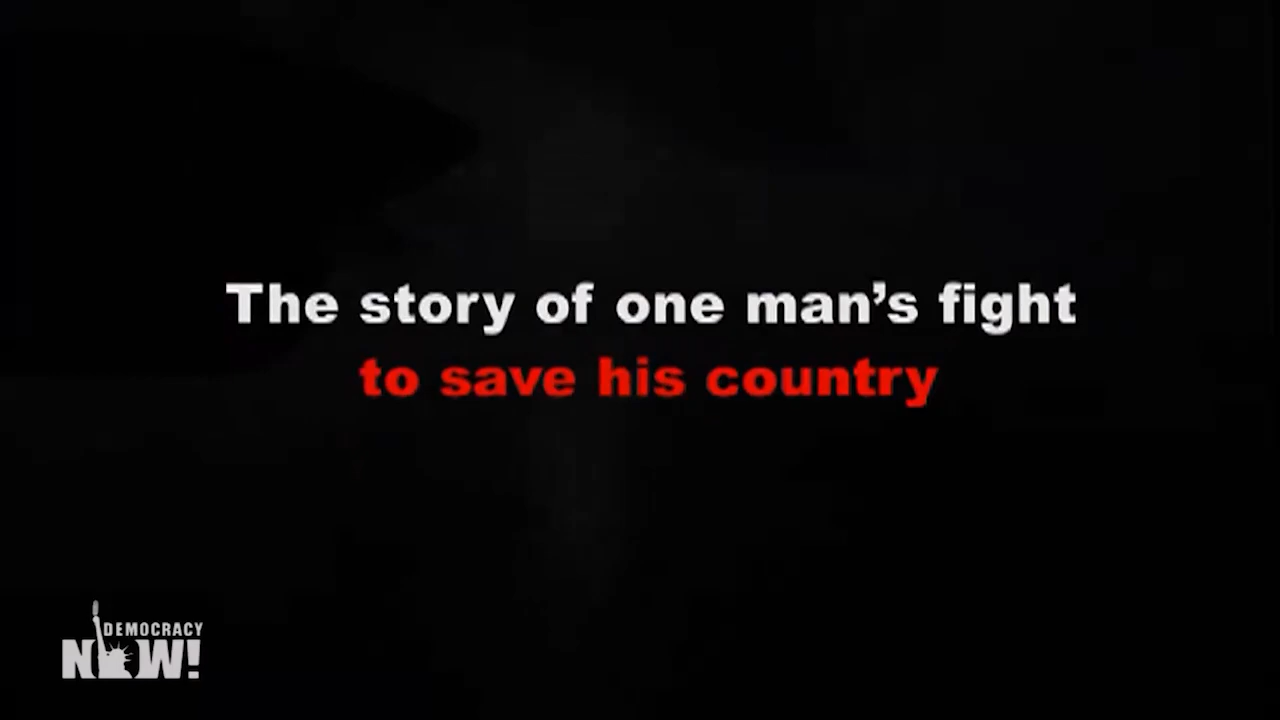 The story of one man’s fight
to save his country
DEMOCRACY
NOW!